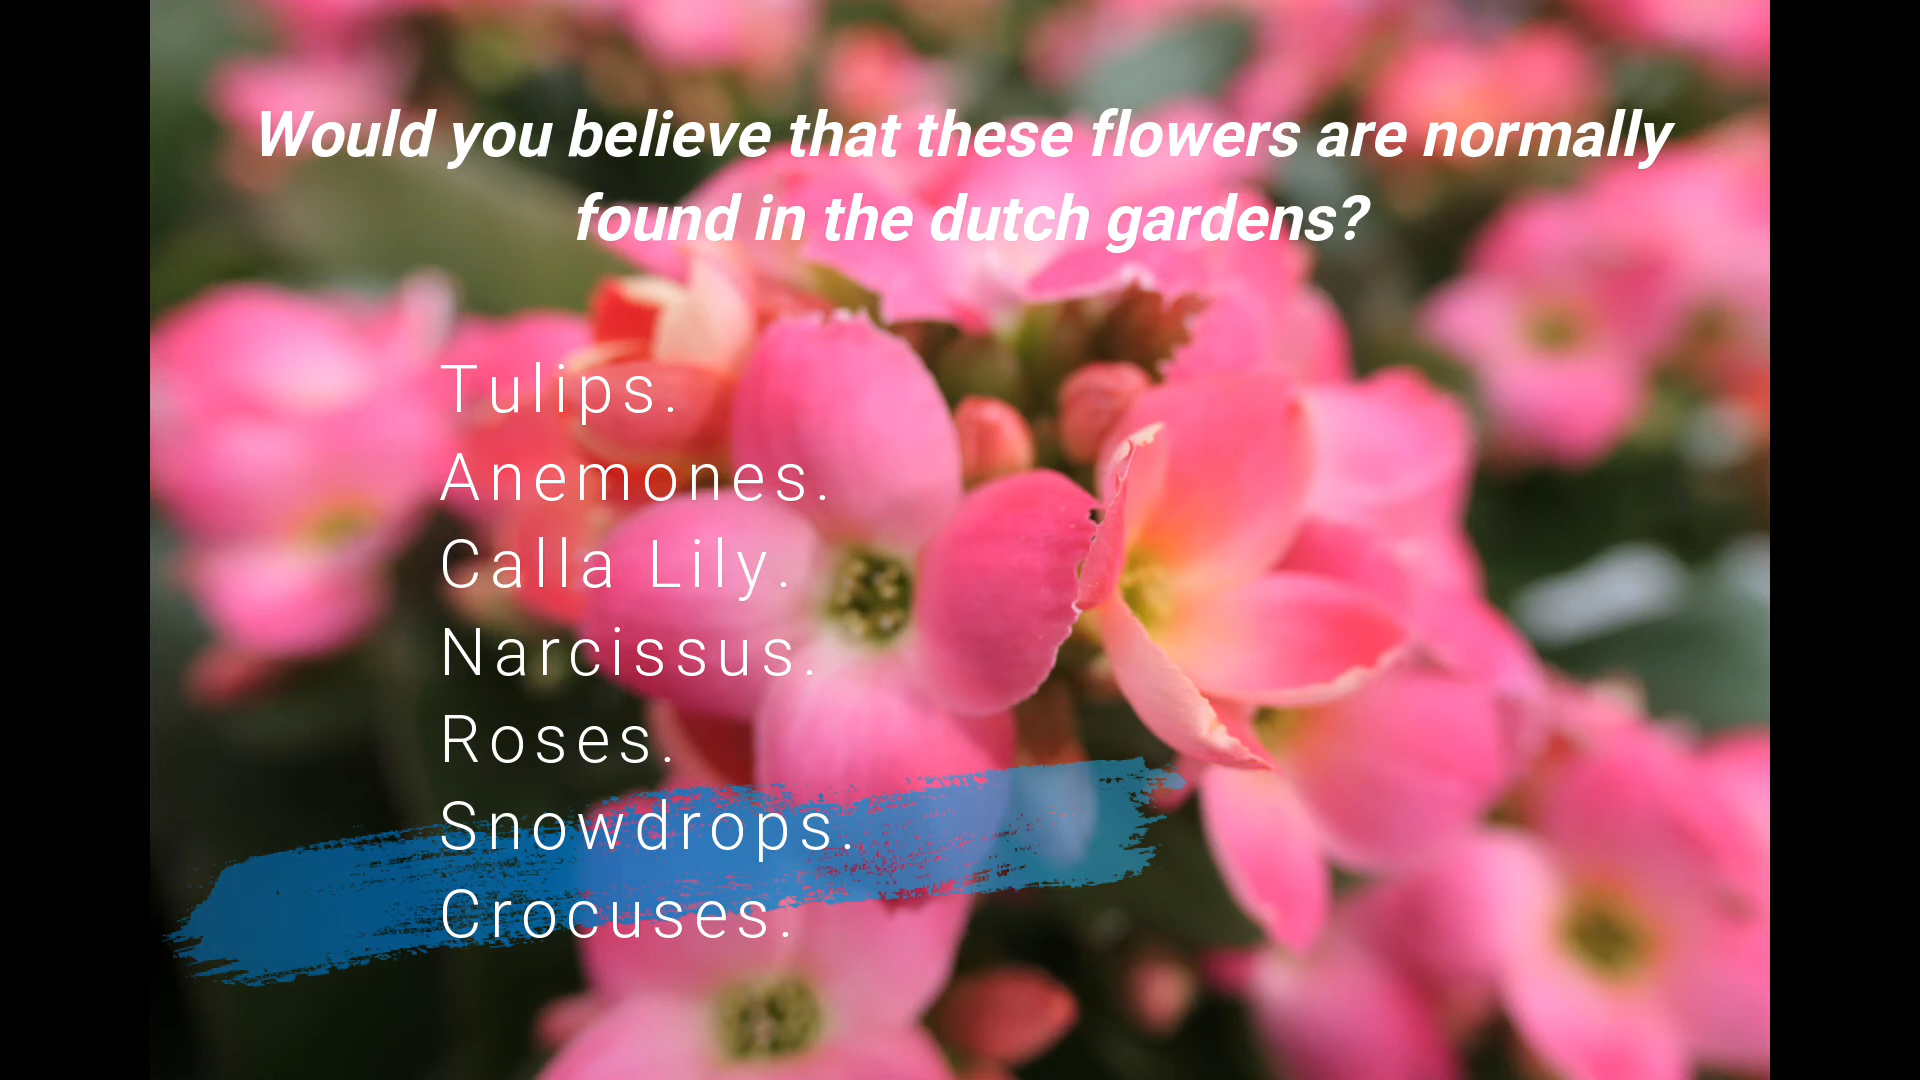 Would you believe that these flowers are normally
found in the dutch gardens?
Tulips.
Anemones.
Calla Lily.
Narcissus.
Roses.
Snowdrops.
Crocuses.